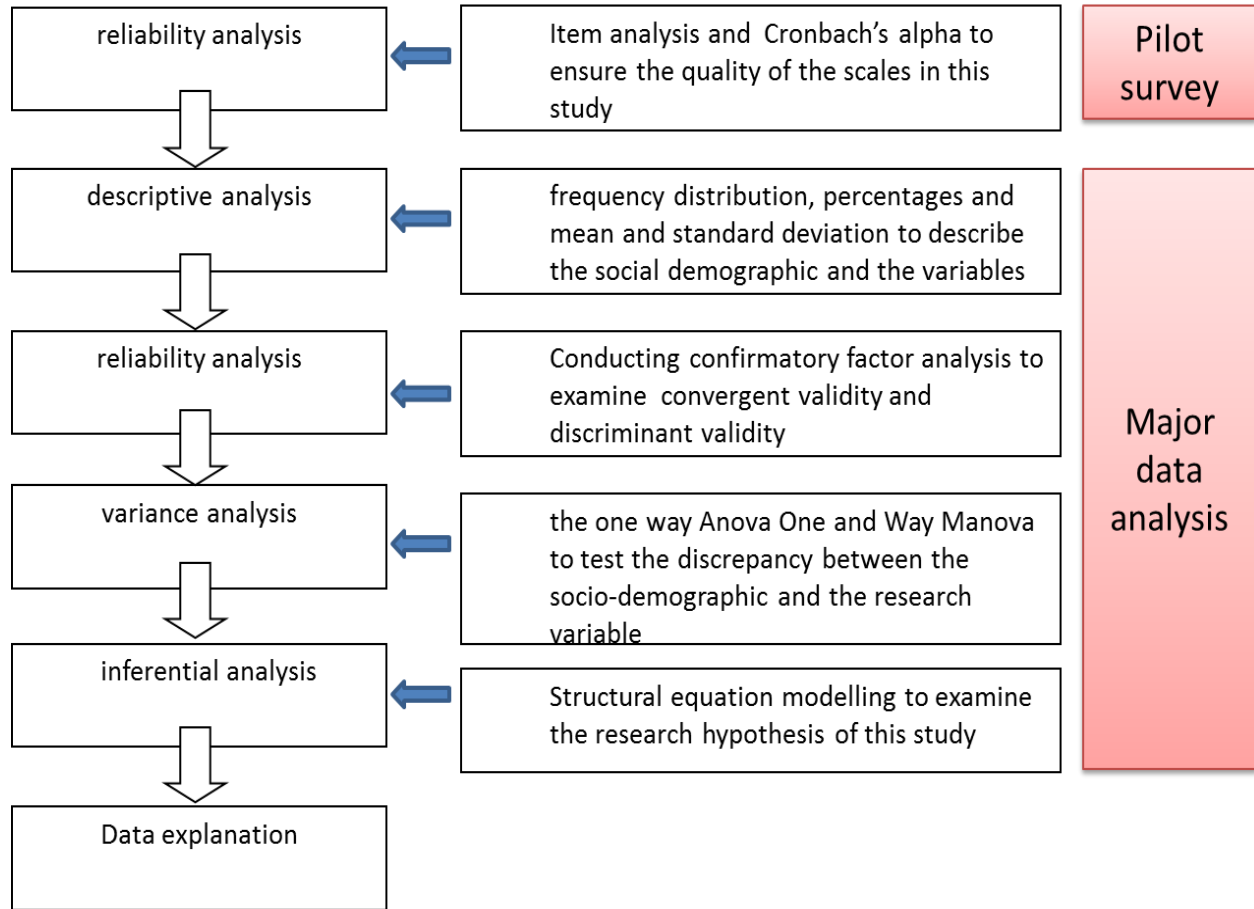 reliability analysis
Item analysis and Cronbach's alpha to
ensure the quality of the scales in this
study
Pilot
survey
descriptive analysis
frequency distribution, percentages and
mean and standard deviation to describe
the social demographic and the variables
reliability analysis
Conducting confirmatory factor analysis to
examine convergent validity and
discriminant validity
Major
data
analysis
variance analysis
the one way Anova One and Way Manova
to test the discrepancy between the
socio-demographic and the research
variable
inferential analysis
Structural equation modelling to examine
the research hypothesis of this study
Data explanation